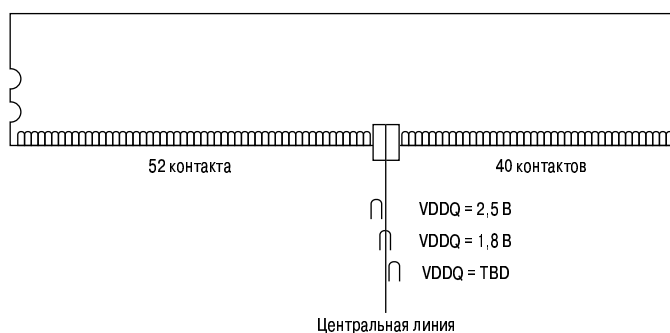 52 контакта
40 контактов
VDDQ = 2,5 В
VDDQ = 1,8 В
VDDQ = TBD
Центральная линия